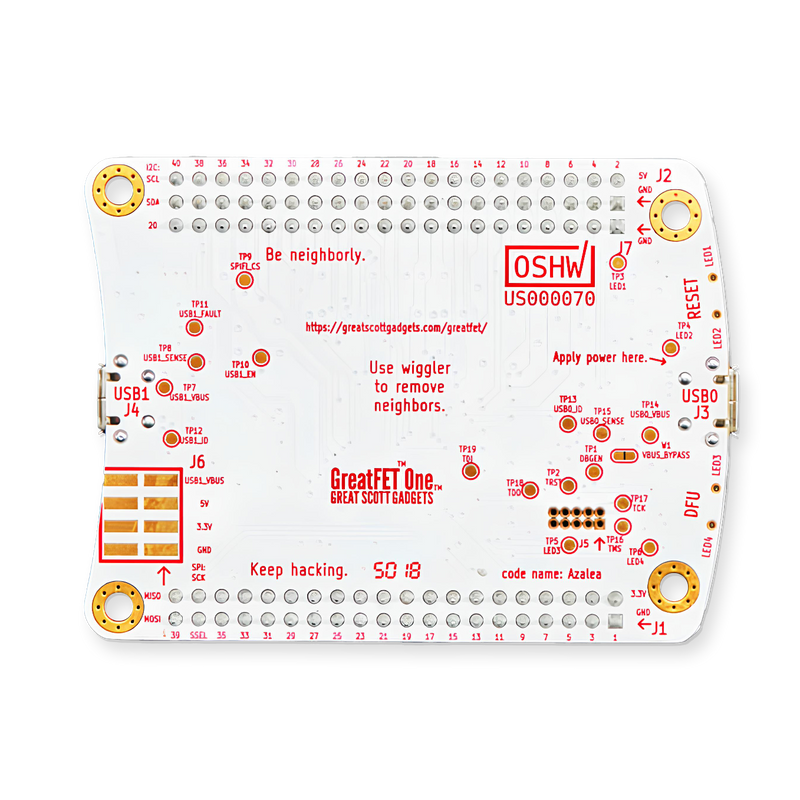 I2C: 40 38 36 34 32 30 28 26 24 22 20 18 16 14 12 10 8 6 4 2
SCL
5V
J2
GND
SDA
20
GND
Be neighborly.
TP9
SPIFI_CS
OSHW
US000070
J7
TP3
LED1
LED1
RESET
LED2
TP11
USB1_FAULT
https://greatscottgadgets.com/greatfet/
TP4
LED2
TP8
USB1_SENSE
TP10
USB1_EN
Apply power here.
Use wiggler
to remove
neighbors.
TP7
USB1_VBUS
USB1
J4
USB0
J3
TP13
USB0_ID
TP15
USB0_SENSE
TP14
USB0_VBUS
TP12
USB1_ID
W1
VBUS_BYPASS
J6
USB1_VBUS
5V
3.3V
GND
TP19
TDI
TP1
DBGEN
TP2
TRST
TP18
TDO
LED3
DFU
LED4
GreatFET One™
GREAT SCOTT GADGETS™
TP17
TCK
TP16
TMS
TP5
LED3
J5
TP6
LED4
SPI:
SCK
Keep hacking.
5018
code name: Azalea
MISO
3.3V
MOSI
GND
J1
39 SSEL 35 33 31 29 27 25 23 21 19 17 15 13 11 9 7 5 3 1